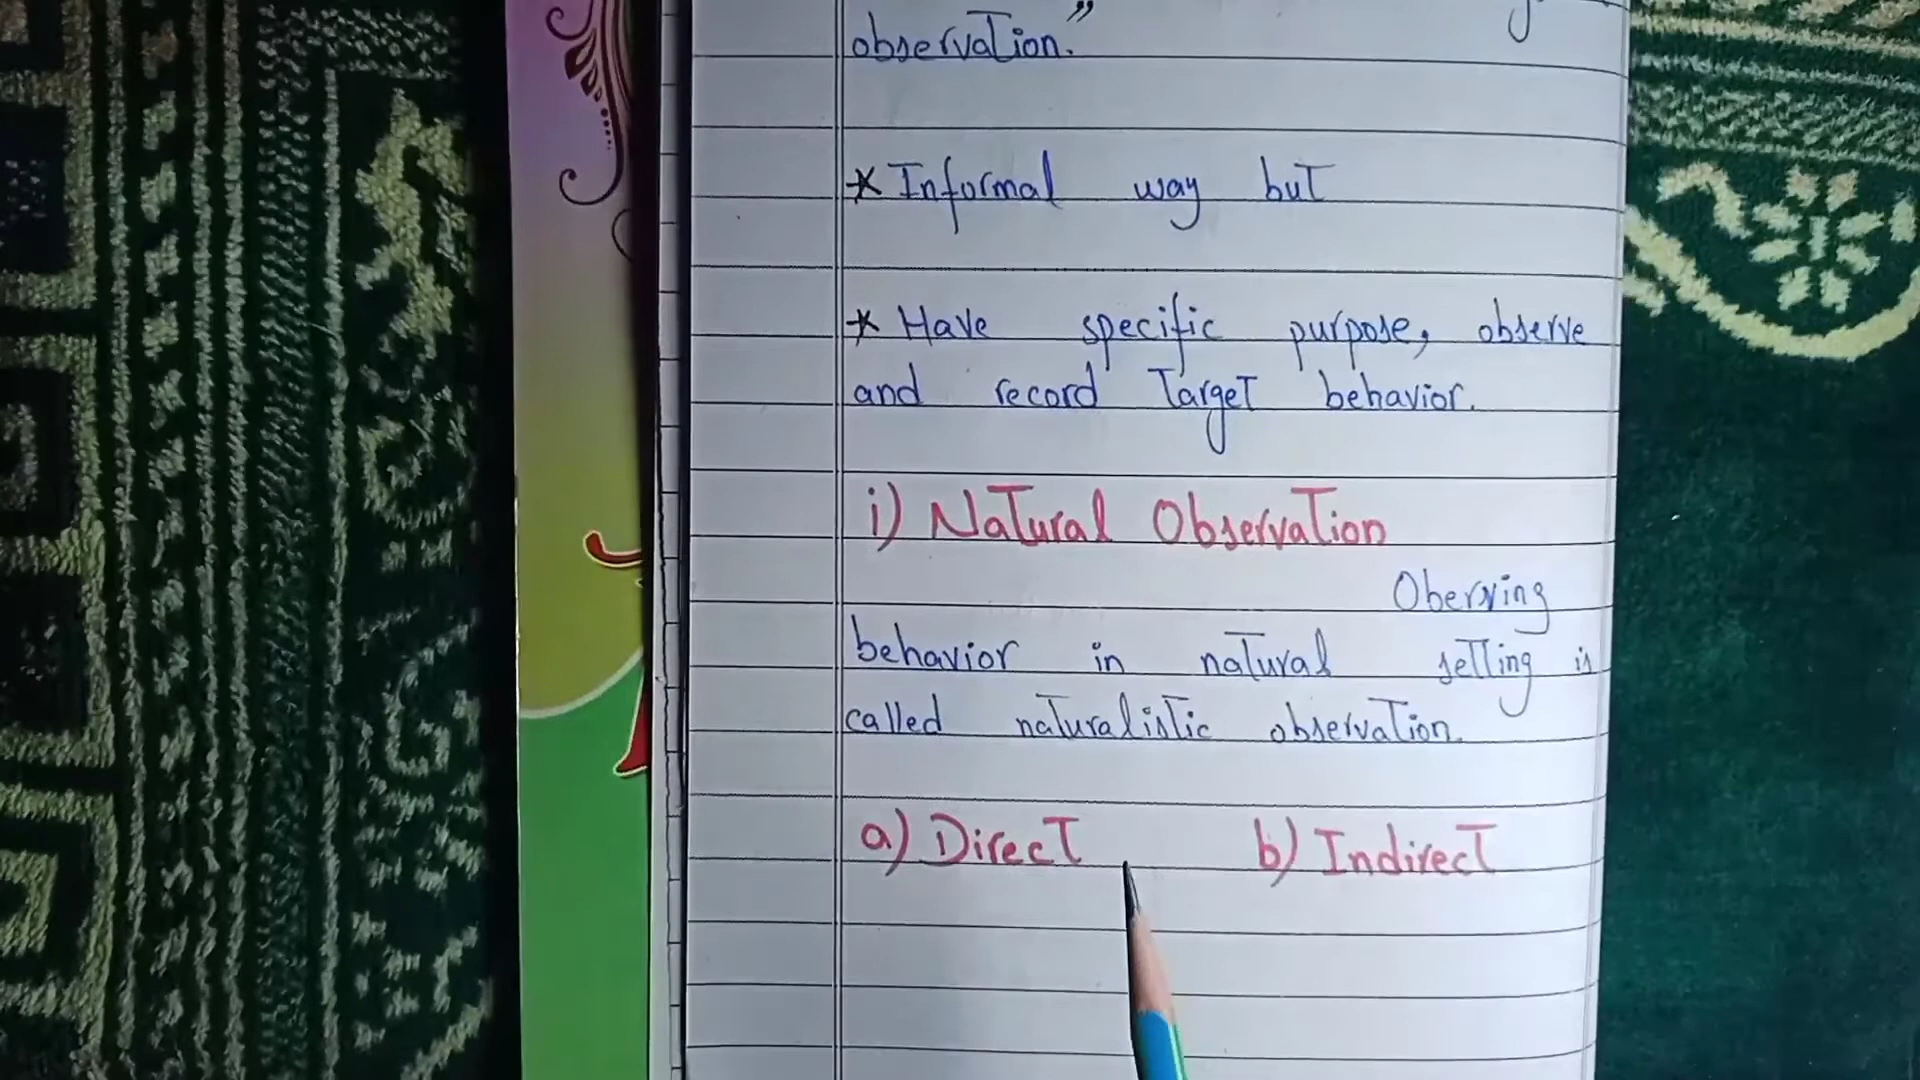 observation."
* Informal way but
* Have specific purpose, observe
and record Target behavior.
i) Natural Observation
Oberving
behavior in natural setting is
called naturalistic observation.
a) Direct b) Indirect